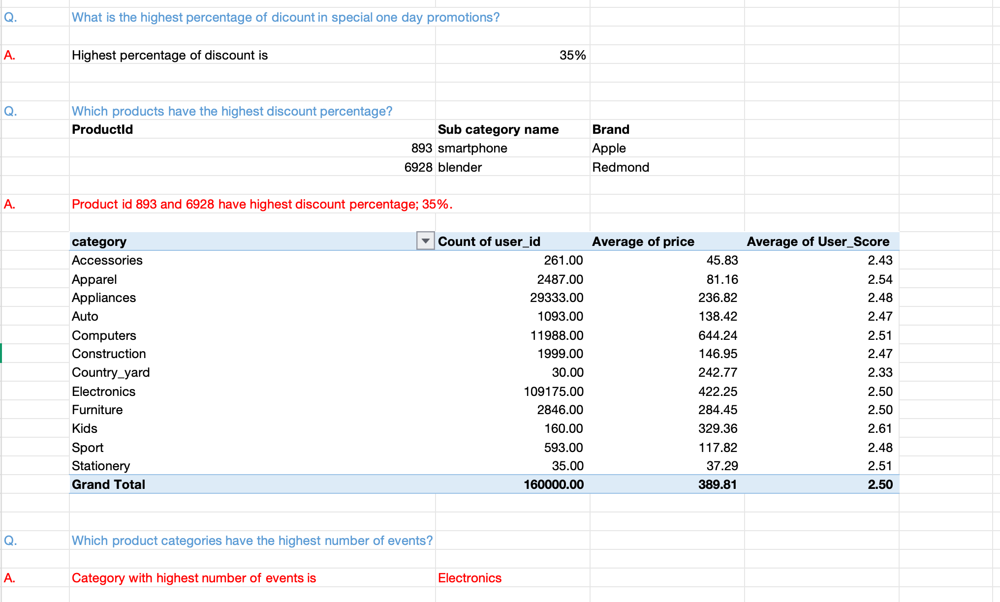 Q. What is the highest percentage of dicount in special one day promotions?
A. Highest percentage of discount is 35%
Q. Which products have the highest discount percentage?
ProductId Sub category name Brand
893 smartphone Apple
6928 blender Redmond
A. Product id 893 and 6928 have highest discount percentage; 35%.
category Count of user_id Average of price Average of User_Score
Accessories 261.00 45.83 2.43
Apparel 2487.00 81.16 2.54
Appliances 29333.00 236.82 2.48
Auto 1093.00 138.42 2.47
Computers 11988.00 644.24 2.51
Construction 1999.00 146.95 2.47
Country_yard 30.00 242.77 2.33
Electronics 109175.00 422.25 2.50
Furniture 2846.00 284.45 2.50
Kids 160.00 329.36 2.61
Sport 593.00 117.82 2.48
Stationery 35.00 37.29 2.51
Grand Total 160000.00 389.81 2.50
Q. Which product categories have the highest number of events?
A. Category with highest number of events is Electronics